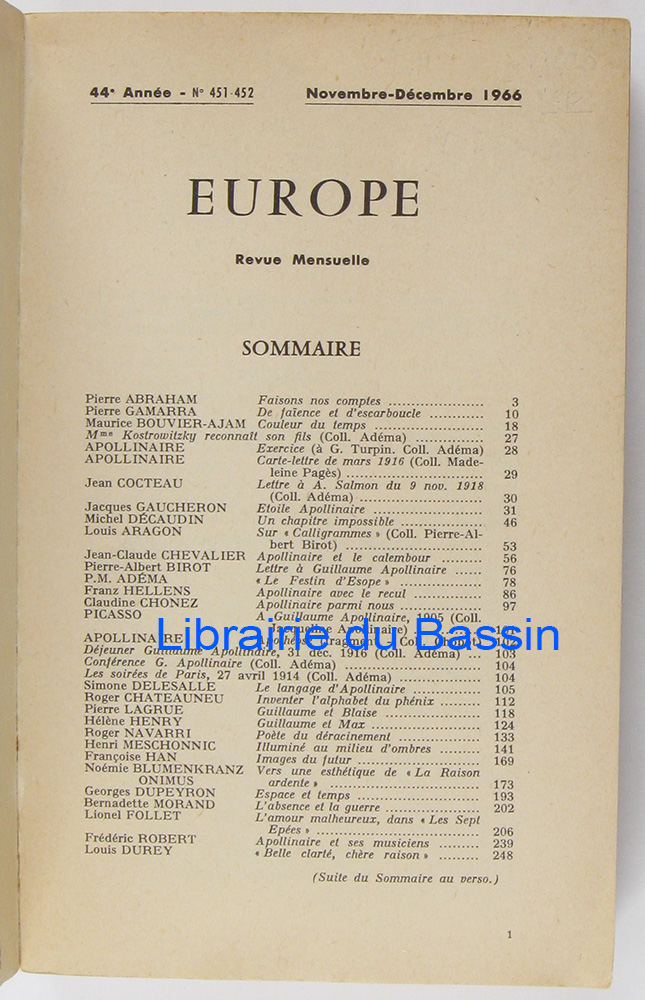 44e Année - No 451-452 Novembre-Décembre 1966
EUROPE
Revue Mensuelle
SOMMAIRE
Pierre ABRAHAM Faisons nos comptes ...................... 3
Pierre GAMARRA De faïence et d'escarboucle ............ 10
Maurice BOUVIER-AJAM Couleur du temps ...................... 18
Mme Kostrowitzky reconnaît son fils (Coll. Adéma) ............... 27
APOLLINAIRE Exercice (à G. Turpin. Coll. Adéma) 28
APOLLINAIRE Carte-lettre de mars 1916 (Coll. Made-
leine Pagès) ........................ 29
Jean COCTEAU Lettre à A. Salmon du 9 nov. 1918
(Coll. Adéma) ...................... 30
Jacques GAUCHERON Etoile Apollinaire ...................... 31
Michel DÉCAUDIN Un chapitre impossible .................. 46
Louis ARAGON Sur « Calligrammes » (Coll. Pierre-Al-
bert Birot) .......................... 53
Jean-Claude CHEVALIER Apollinaire et le calembour ............ 56
Pierre-Albert BIROT Lettre à Guillaume Apollinaire ...... 76
P.M. ADÉMA « Le Festin d'Esope » .................. 78
Franz HELLENS Apollinaire avec le recul .............. 86
Claudine CHONEZ Apollinaire parmi nous ................ 97
PICASSO A Guillaume Apollinaire, 1905 (Coll.
Jacqueline Apollinaire)
APOLLINAIRE (fragment - Coll. 102
Déjeuner Guillaume Apollinaire, 31 déc. 1916 (Coll. Adéma) ... 103
Conférence G. Apollinaire (Coll. Adéma) ........................ 104
Les soirées de Paris, 27 avril 1914 (Coll. Adéma) ............... 104
Simone DELESALLE Le langage d'Apollinaire .............. 105
Roger CHATEAUNEU Inventer l'alphabet du phénix .......... 112
Pierre LAGRUE Guillaume et Blaise .................... 118
Hélène HENRY Guillaume et Max ...................... 124
Roger NAVARRI Poète du déracinement ................ 133
Henri MESCHONNIC Illuminé au milieu d'ombres .......... 141
Françoise HAN Images du futur ...................... 169
Noémie BLUMENKRANZ Vers une esthétique de « La Raison
ONIMUS ardente » .......................... 173
Georges DUPEYRON Espace et temps ...................... 193
Bernadette MORAND L'absence et la guerre ................ 202
Lionel FOLLET L'amour malheureux, dans « Les Sept
Epées » .............................. 206
Frédéric ROBERT Apollinaire et ses musiciens .......... 239
Louis DUREY « Belle clarté, chère raison » ......... 248
(Suite du Sommaire au verso.)
1
Librairie du Bassin